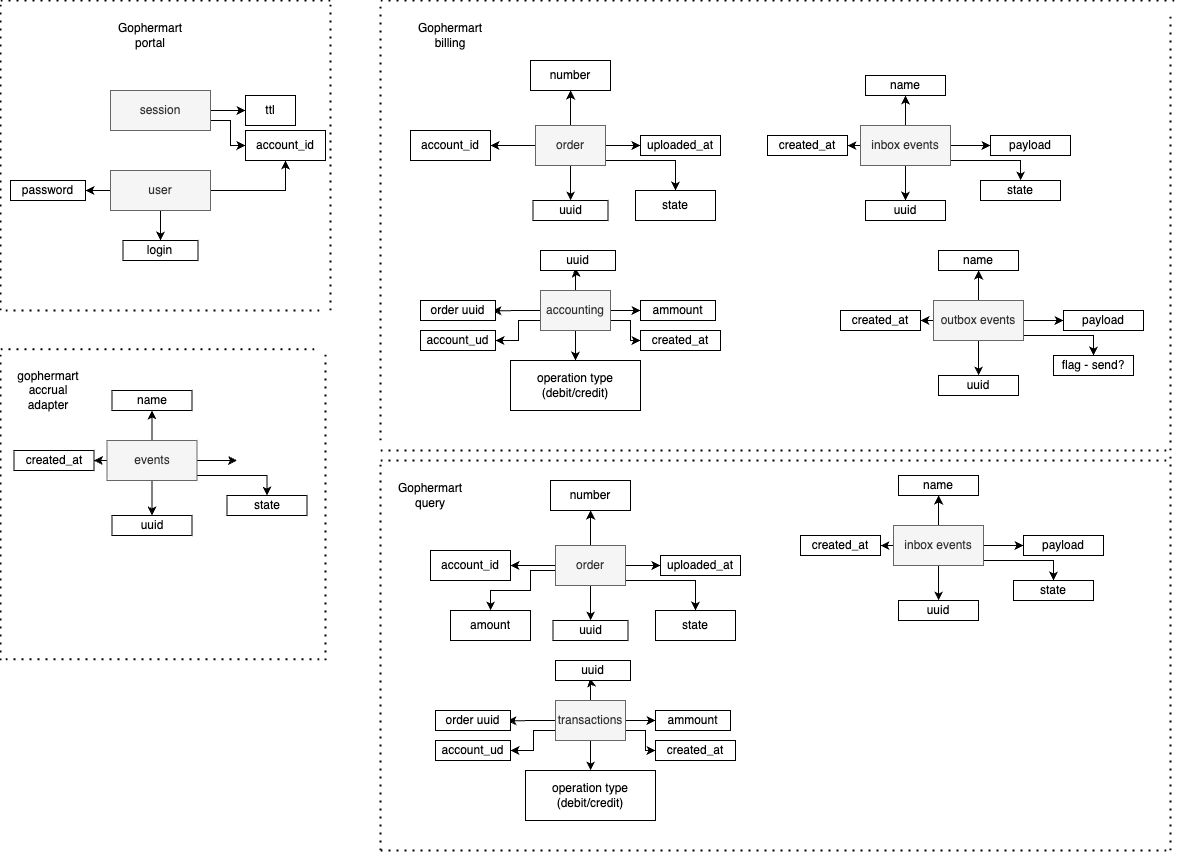 Gophermart
portal
session
ttl
account_id
password
user
login
gophermart
accrual
adapter
name
created_at
events
state
uuid
Gophermart
billing
number
account_id
order
uploaded_at
uuid
state
name
created_at
inbox events
payload
state
uuid
uuid
order uuid
accounting
ammount
account_ud
created_at
operation type
(debit/credit)
name
created_at
outbox events
payload
flag - send?
uuid
Gophermart
query
number
account_id
order
uploaded_at
amount
uuid
state
name
created_at
inbox events
payload
state
uuid
uuid
order uuid
transactions
ammount
account_ud
created_at
operation type
(debit/credit)